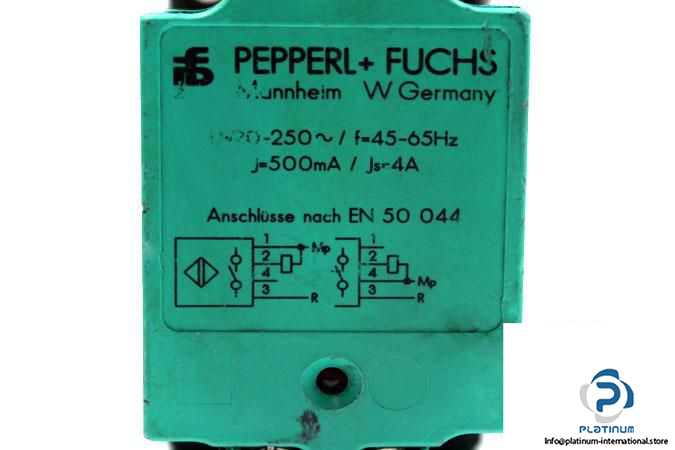 PEPPERL+ FUCHS
Mannheim W Germany
-250~ / f=45-65Hz
J=500mA / Js=4A
Anschlüsse nach EN 50 044
1 Mp 1
2 2
4 4 Mp
3 R 3 R
PLATINUM
info@platinum-international.store